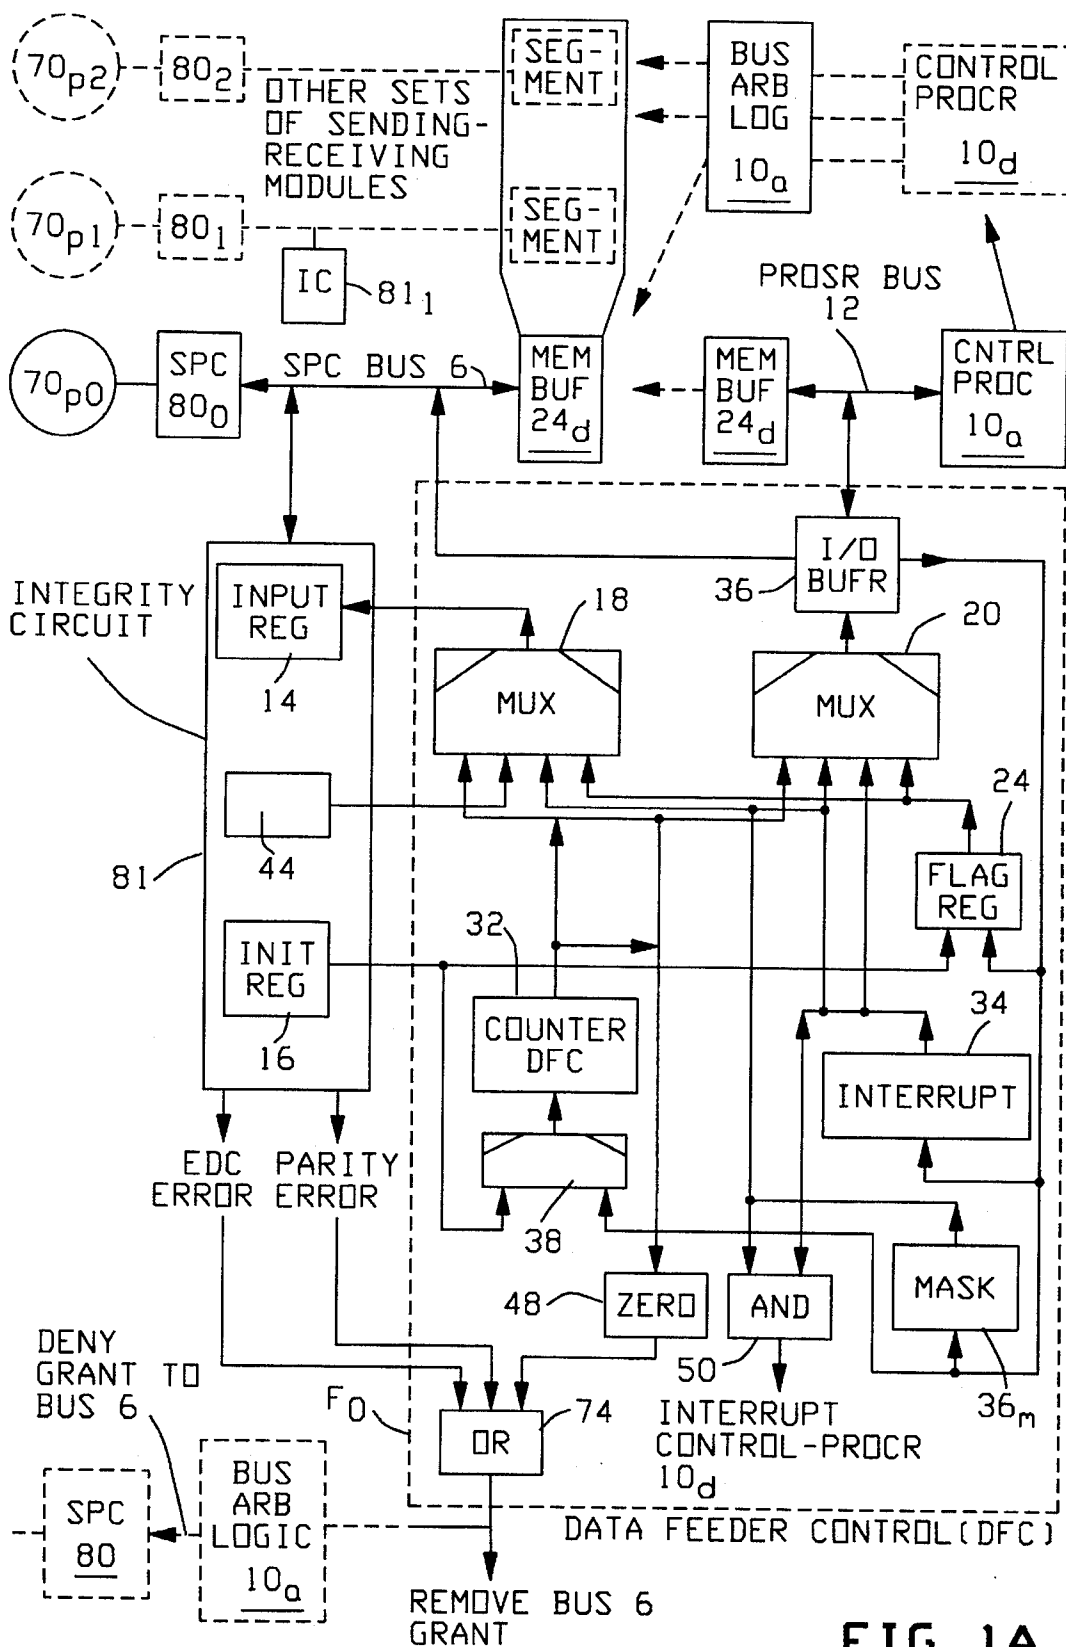 70p2
80₂
SEG-
MENT
BUS
ARB
LOG
10a
CONTROL
PROCR
10d
OTHER SETS
OF SENDING-
RECEIVING
MODULES
70p1
80₁
SEG-
MENT
IC
81₁
PROSR BUS
12
70p0
SPC
80₀
SPC BUS 6
MEM
BUF
24d
MEM
BUF
24d
CNTRL
PROC
10a
INTEGRITY
CIRCUIT
INPUT
REG
14
18
MUX
36
I/O
BUFR
20
MUX
44
81
24
FLAG
REG
INIT
REG
16
32
COUNTER
DFC
34
INTERRUPT
EDC
ERROR
PARITY
ERROR
38
48
ZERO
AND
50
MASK
36m
DENY
GRANT TO
BUS 6
F0
OR
74
INTERRUPT
CONTROL-PROCR
10d
SPC
80
BUS
ARB
LOGIC
10a
DATA FEEDER CONTROL(DFC)
REMOVE BUS 6
GRANT
FIG 1A